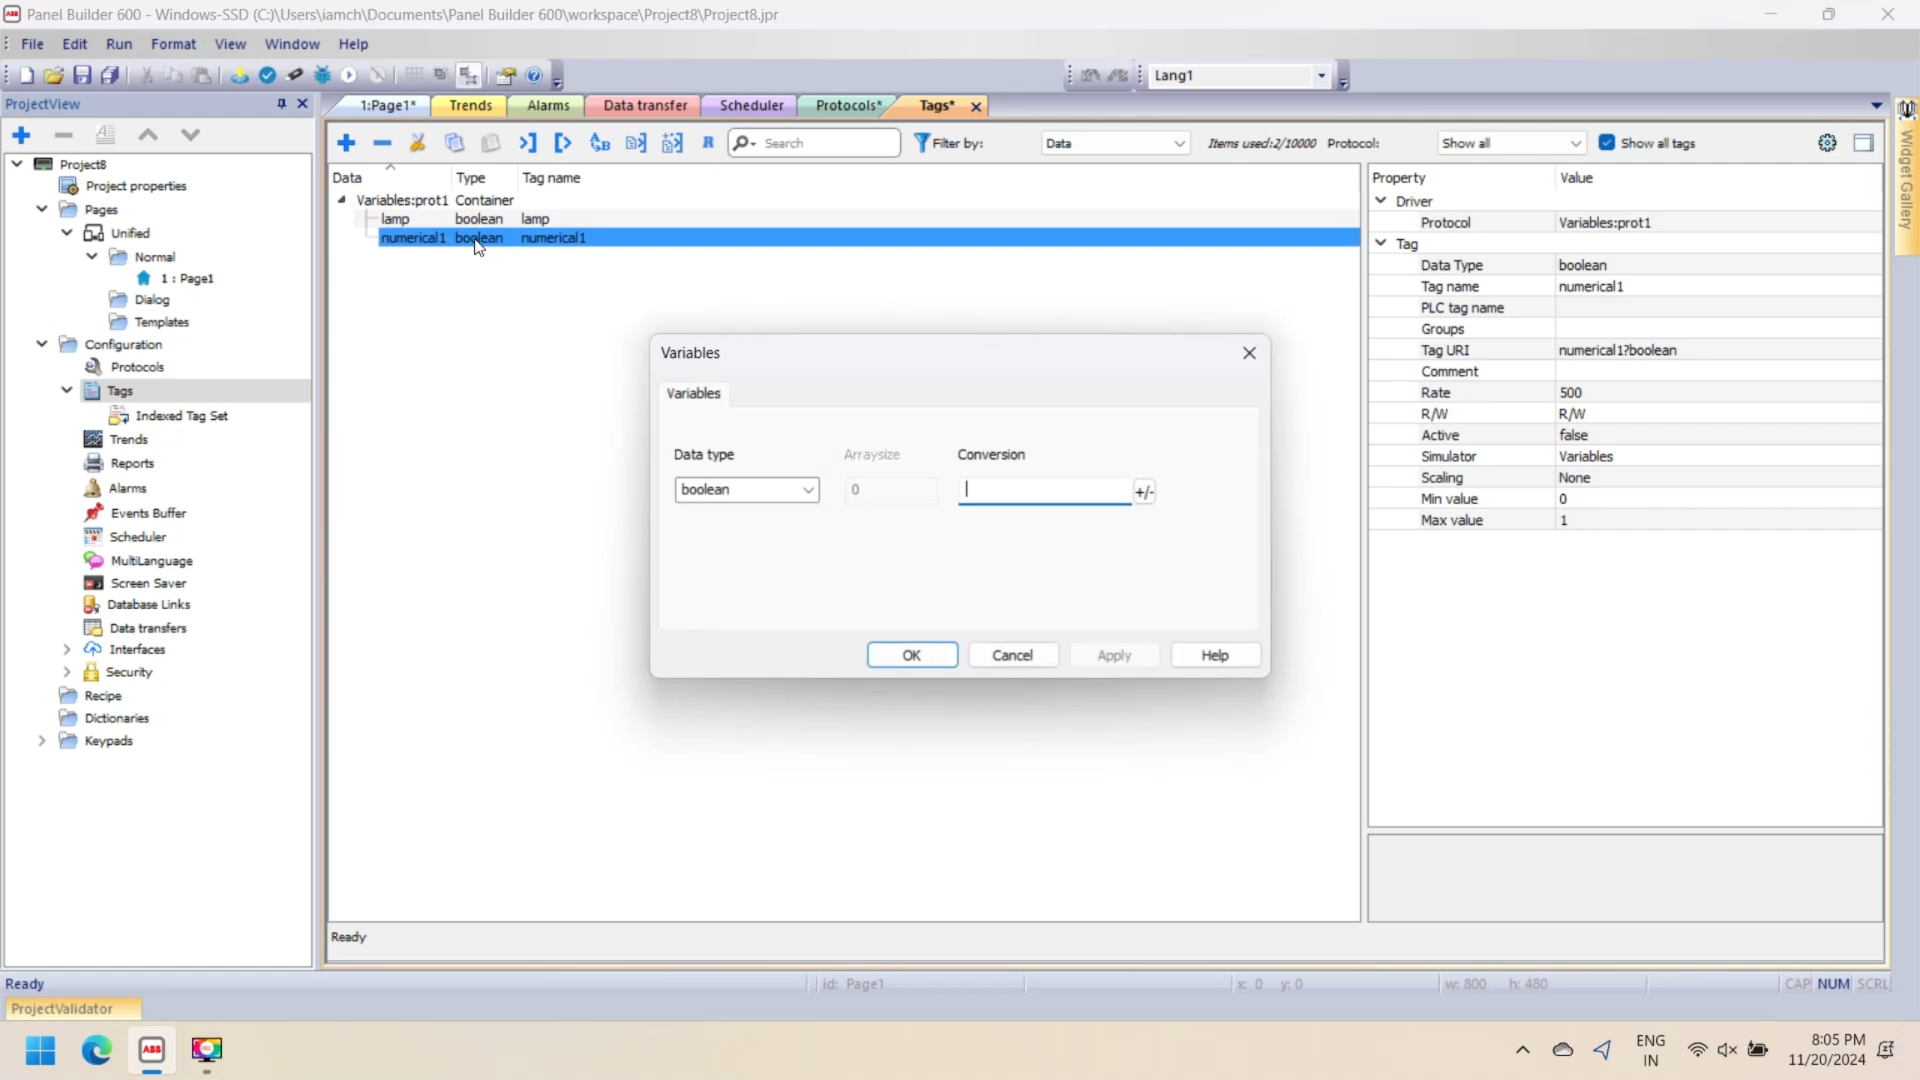 Panel Builder 600 - Windows-SSD (C:)\Users\iamch\Documents\Panel Builder 600\workspace\Project8\Project8.jpr
File Edit Run Format View Window Help
Lang1
ProjectView
1:Page1* Trends Alarms Data transfer Scheduler Protocols* Tags*
Search Filter by: Data Items used:2/10000 Protocol: Show all Show all tags
Project8
Project properties
Pages
Unified
Normal
1 : Page1
Dialog
Templates
Configuration
Protocols
Tags
Indexed Tag Set
Trends
Reports
Alarms
Events Buffer
Scheduler
MultiLanguage
Screen Saver
Database Links
Data transfers
Interfaces
Security
Recipe
Dictionaries
Keypads
Data Type Tag name
Variables:prot1 Container
lamp boolean lamp
numerical1 boolean numerical1
Variables
Variables
Data type Arraysize Conversion
boolean 0 +/-
OK Cancel Apply Help
Property Value
Driver
Protocol Variables:prot1
Tag
Data Type boolean
Tag name numerical1
PLC tag name
Groups
Tag URI numerical1?boolean
Comment
Rate 500
R/W R/W
Active false
Simulator Variables
Scaling None
Min value 0
Max value 1
Widget Gallery
Ready
Ready id: Page1 x: 0 y: 0 w: 800 h: 480 CAP NUM SCRL
ProjectValidator
ABB
ENG
IN
8:05 PM
11/20/2024